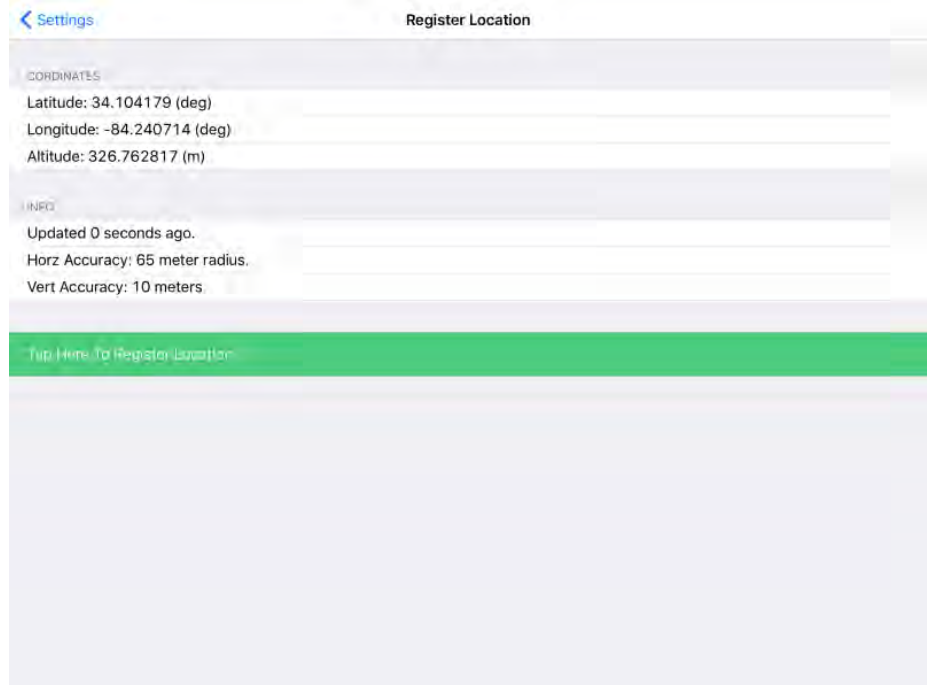 Settings
Register Location
CORDINATES
Latitude: 34.104179 (deg)
Longitude: -84.240714 (deg)
Altitude: 326.762817 (m)
INFO
Updated 0 seconds ago.
Horz Accuracy: 65 meter radius.
Vert Accuracy: 10 meters
Tap Here To Register Location